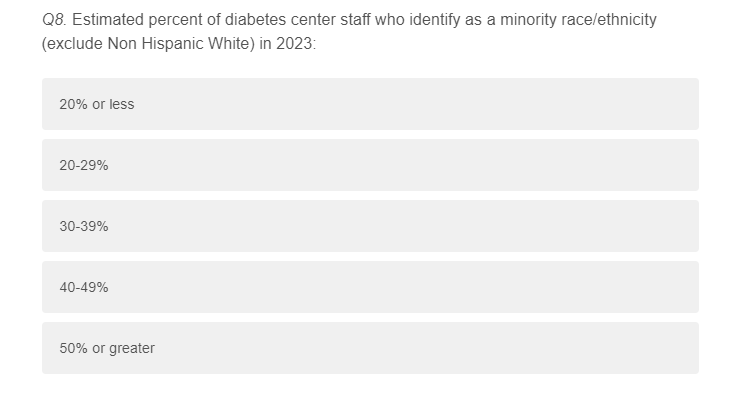 Q8. Estimated percent of diabetes center staff who identify as a minority race/ethnicity
(exclude Non Hispanic White) in 2023:
20% or less
20-29%
30-39%
40-49%
50% or greater